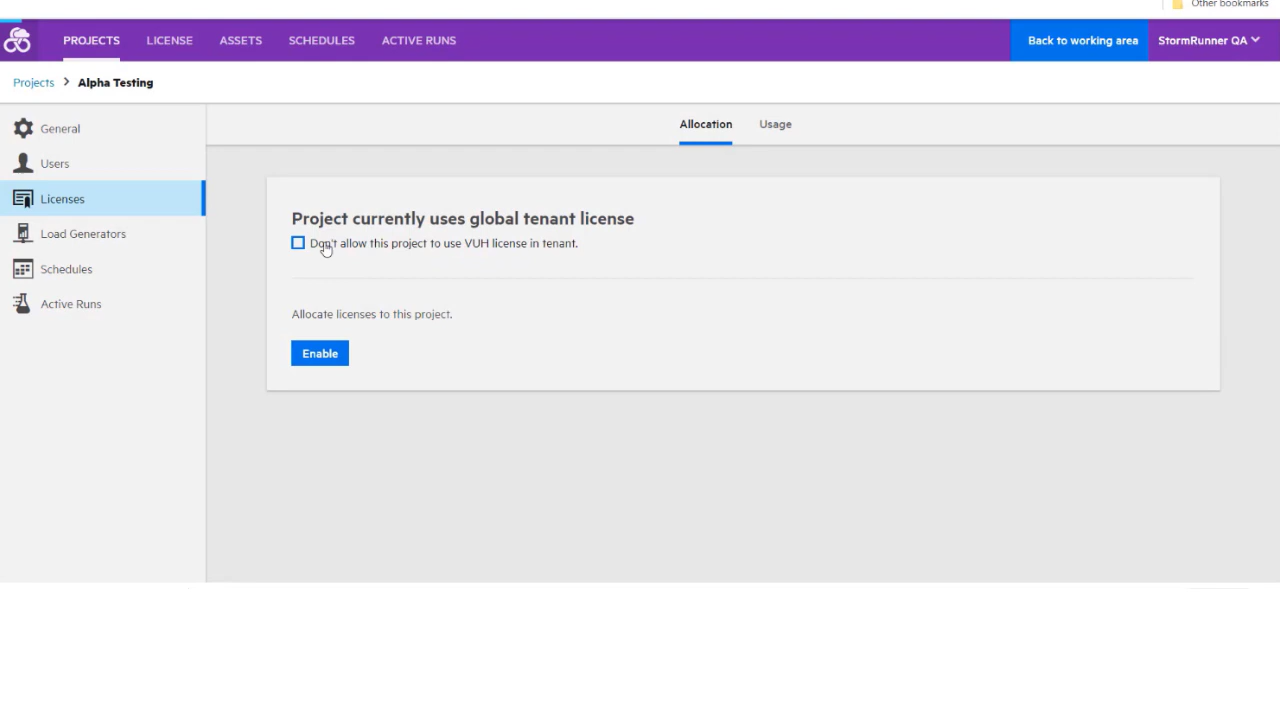 Other bookmarks
PROJECTS LICENSE ASSETS SCHEDULES ACTIVE RUNS Back to working area StormRunner QA
Projects > Alpha Testing
General
Users
Licenses
Load Generators
Schedules
Active Runs
Allocation Usage
Project currently uses global tenant license
Don't allow this project to use VUH license in tenant.
Allocate licenses to this project.
Enable